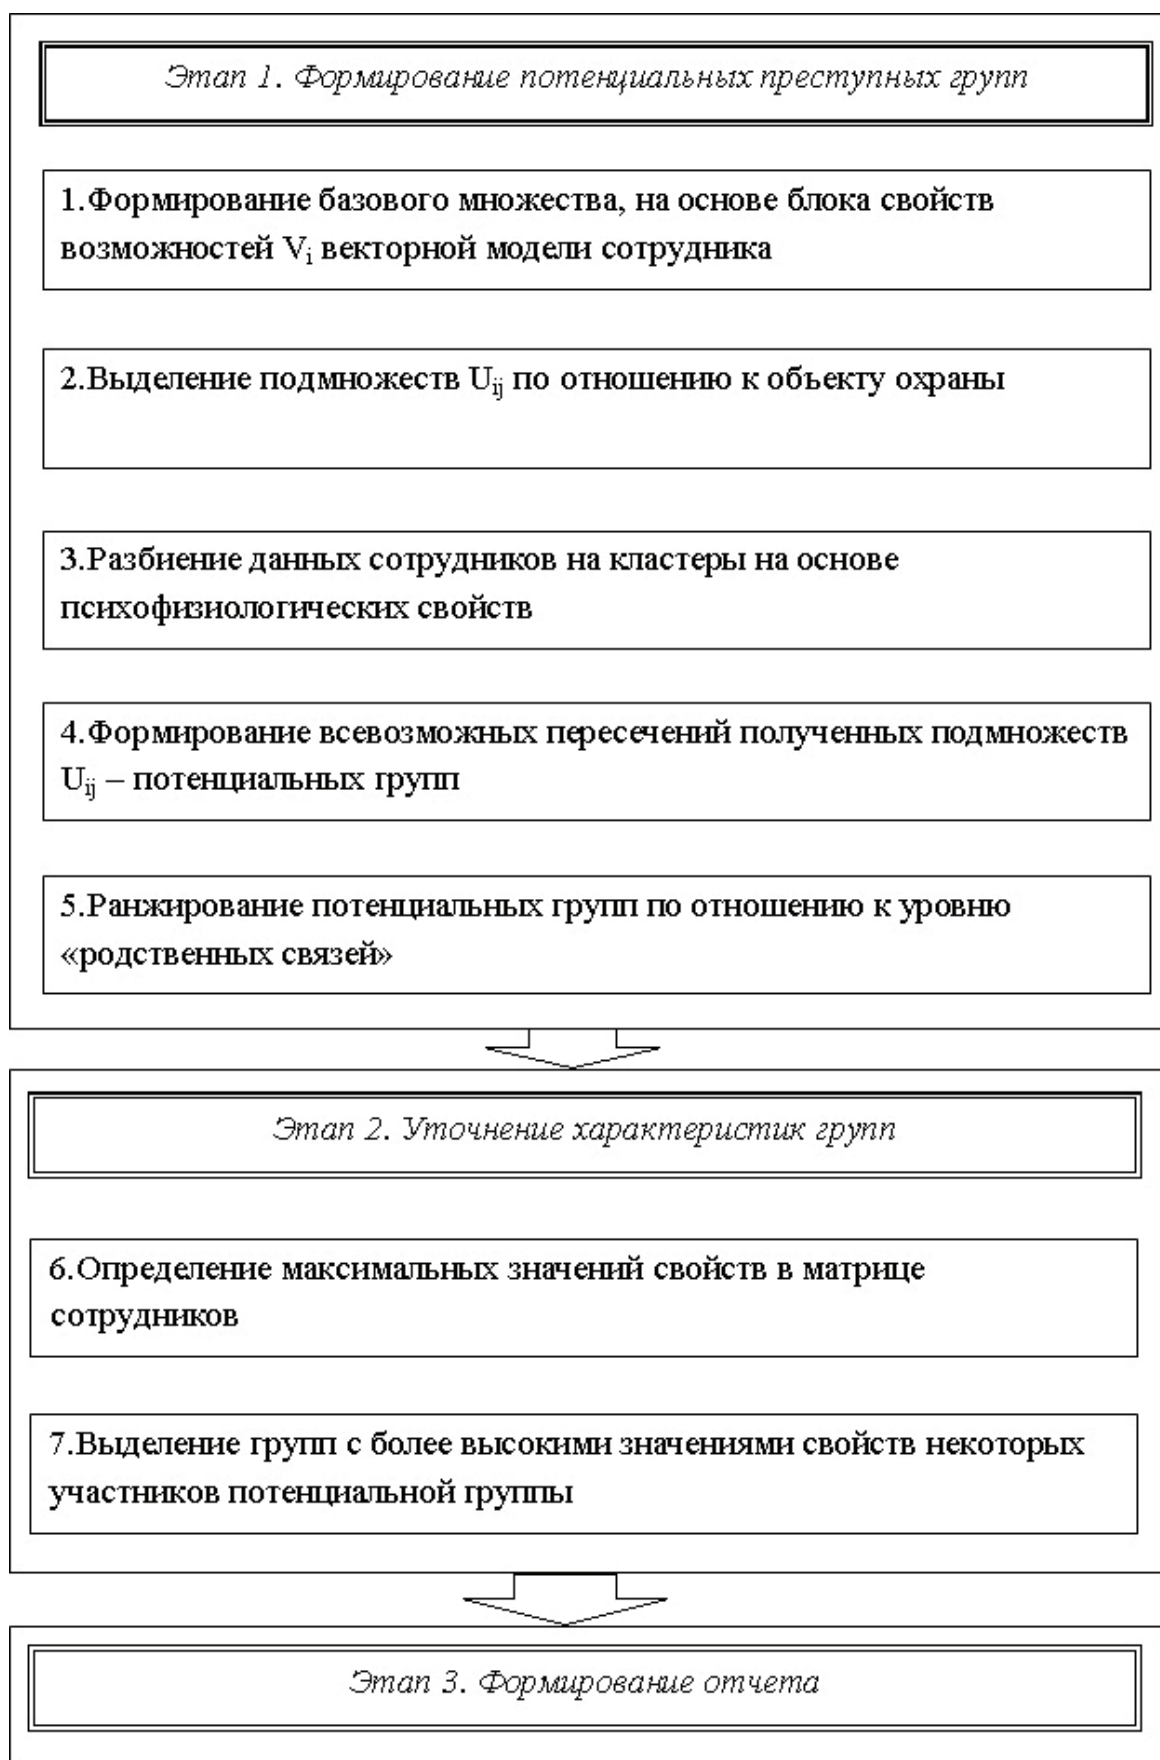 Этап 1. Формирование потенциальных преступных групп
1.Формирование базового множества, на основе блока свойств
возможностей Vi векторной модели сотрудника
2.Выделение подмножеств Uij по отношению к объекту охраны
3.Разбиение данных сотрудников на кластеры на основе
психофизиологических свойств
4.Формирование всевозможных пересечений полученных подмножеств
Uij – потенциальных групп
5.Ранжирование потенциальных групп по отношению к уровню
«родственных связей»
Этап 2. Уточнение характеристик групп
6.Определение максимальных значений свойств в матрице
сотрудников
7.Выделение групп с более высокими значениями свойств некоторых
участников потенциальной группы
Этап 3. Формирование отчета